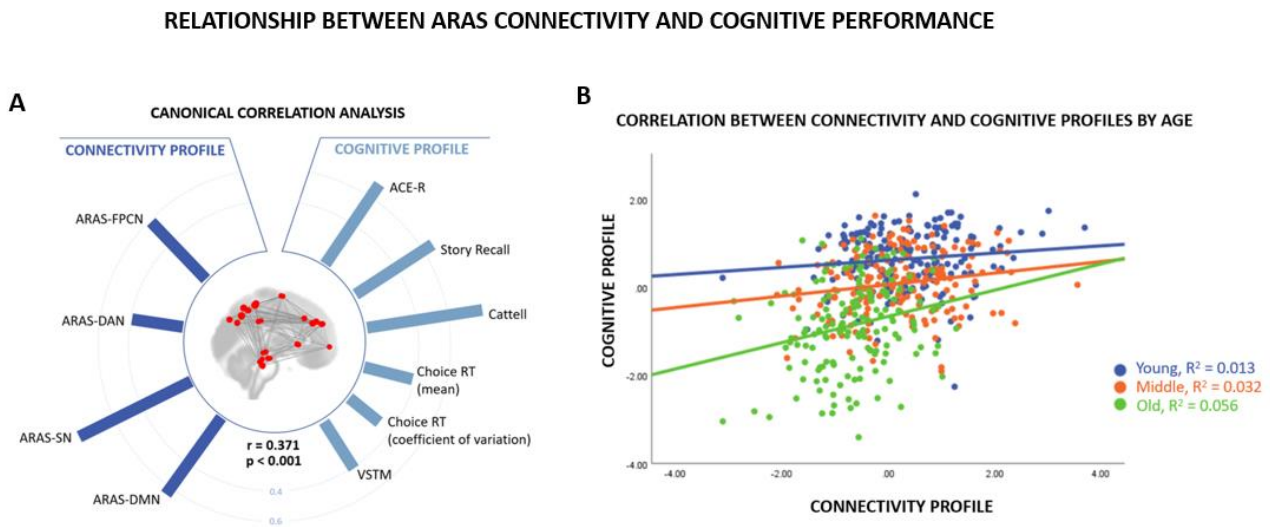 RELATIONSHIP BETWEEN ARAS CONNECTIVITY AND COGNITIVE PERFORMANCE
A
CANONICAL CORRELATION ANALYSIS
CONNECTIVITY PROFILE
COGNITIVE PROFILE
ARAS-FPCN
ARAS-DAN
ARAS-SN
ARAS-DMN
ACE-R
Story Recall
Cattell
Choice RT
(mean)
Choice RT
(coefficient of variation)
VSTM
r = 0.371
p < 0.001
0.4
0.6
B
CORRELATION BETWEEN CONNECTIVITY AND COGNITIVE PROFILES BY AGE
COGNITIVE PROFILE
2.00
.00
-2.00
-4.00
-4.00
-2.00
.00
2.00
4.00
CONNECTIVITY PROFILE
Young, R² = 0.013
Middle, R² = 0.032
Old, R² = 0.056